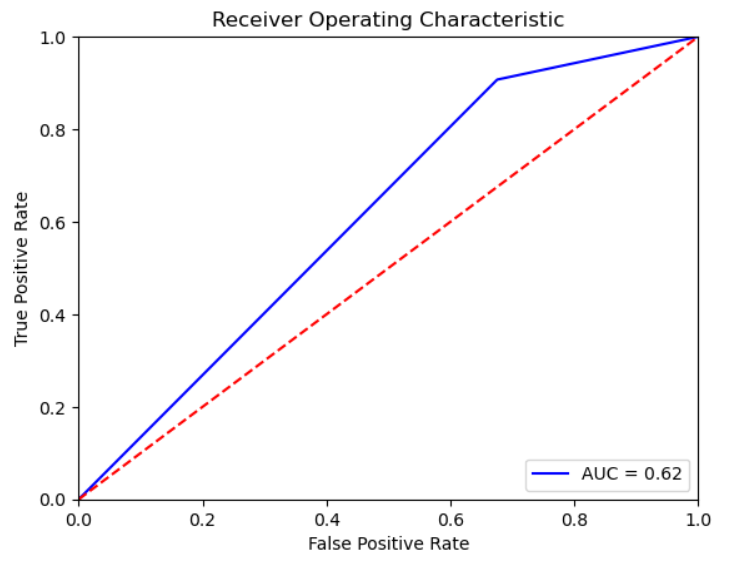 Receiver Operating Characteristic
1.0
0.8
0.6
0.4
0.2
0.0
True Positive Rate
AUC = 0.62
0.0 0.2 0.4 0.6 0.8 1.0
False Positive Rate